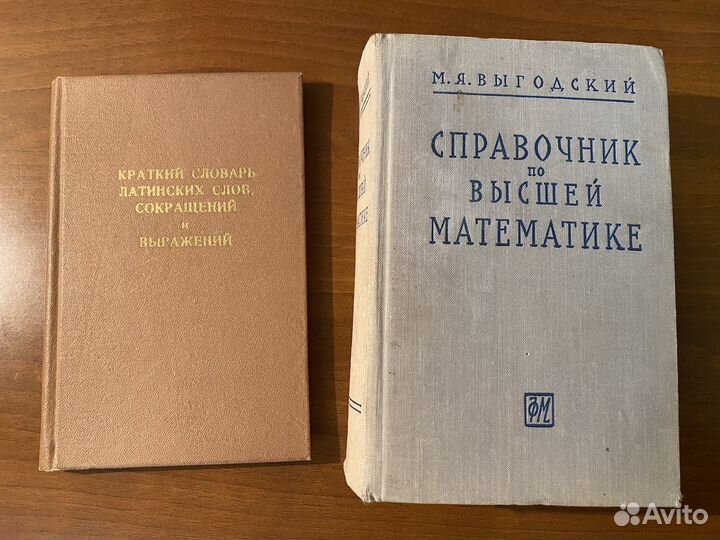 КРАТКИЙ СЛОВАРЬ
ЛАТИНСКИХ СЛОВ,
СОКРАЩЕНИЙ
и
ВЫРАЖЕНИЙ
М.Я.ВЫГОДСКИЙ
СПРАВОЧНИК
ПО
ВЫСШЕЙ
МАТЕМАТИКЕ
ФМ
Avito